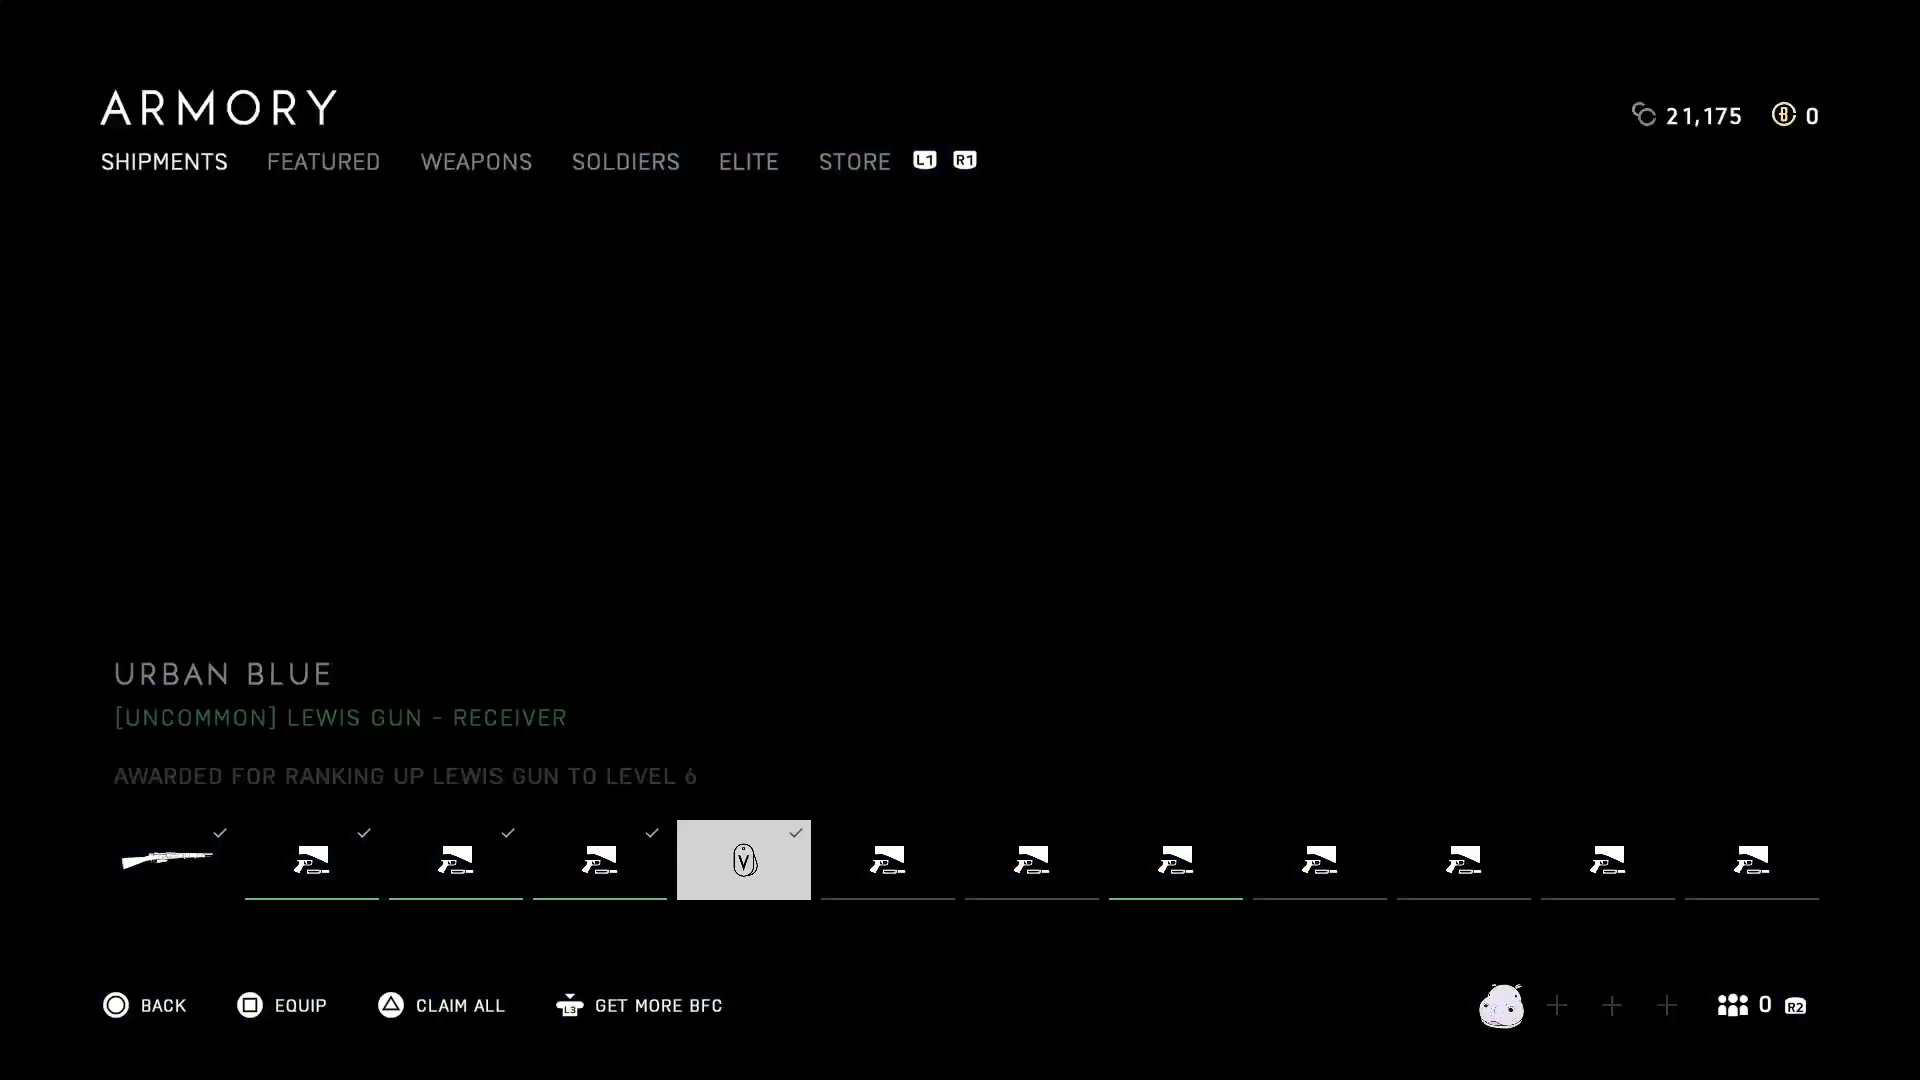 ARMORY
21,175 0
SHIPMENTS FEATURED WEAPONS SOLDIERS ELITE STORE L1 R1
URBAN BLUE
[UNCOMMON] LEWIS GUN - RECEIVER
AWARDED FOR RANKING UP LEWIS GUN TO LEVEL 6
V
BACK EQUIP CLAIM ALL L3 GET MORE BFC 0 R2